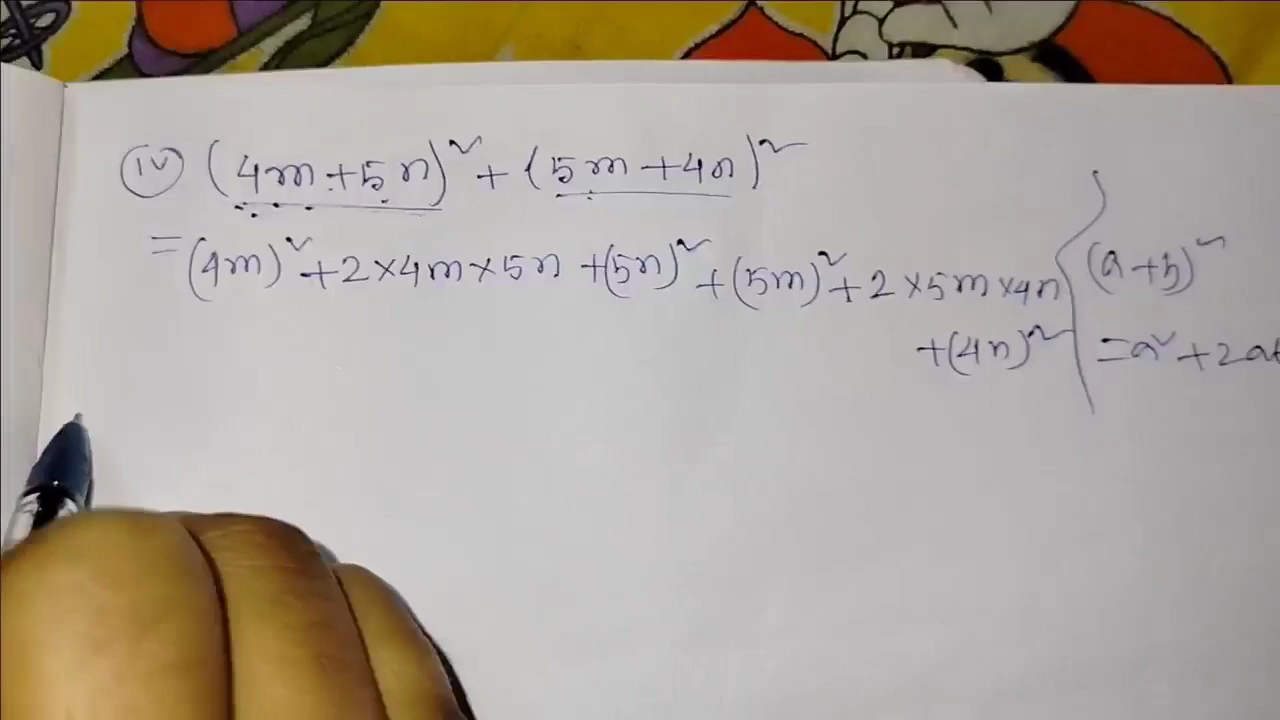 (iv) (4m+5n)² + (5m+4n)²
= (4m)² + 2×4m×5n + (5n)² + (5m)² + 2×5m×4n
+ (4n)²
(a+b)²
= a² + 2a